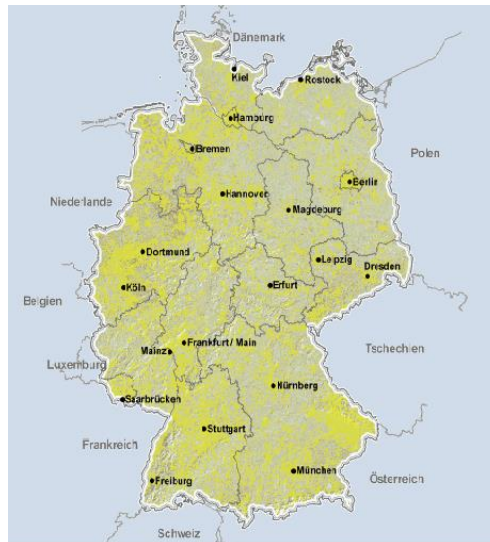 Dänemark
Kiel
Rostock
Hamburg
Bremen
Polen
Berlin
Niederlande
Hannover
Magdeburg
Dortmund
Leipzig
Dresden
Köln
Erfurt
Belgien
Frankfurt/ Main
Mainz
Tschechien
Luxemburg
Nürnberg
Saarbrücken
Stuttgart
Frankreich
München
Freiburg
Österreich
Schweiz